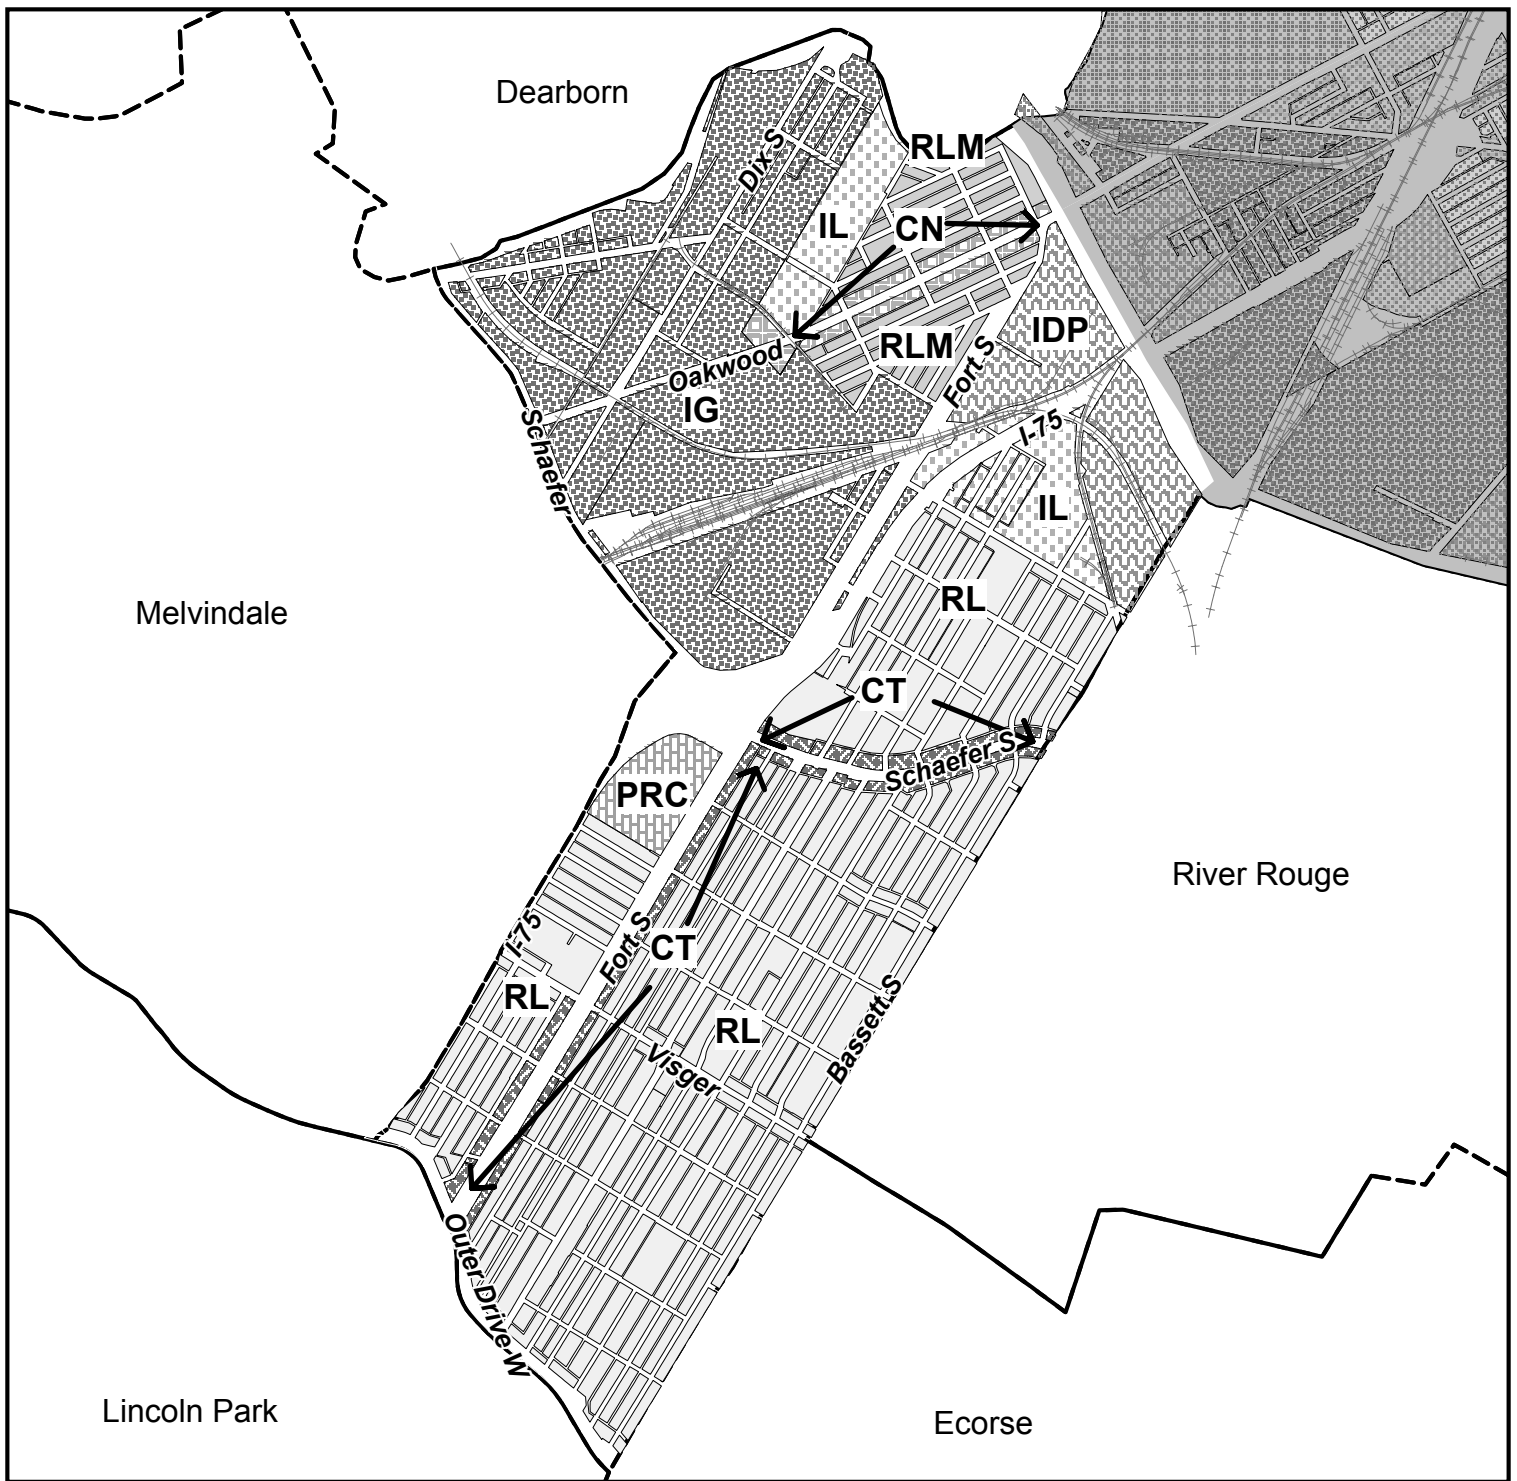 Dearborn
RLM
Dix S
IL
CN
IDP
RLM
Fort S
Oakwood
IG
Schaefer
I-75
IL
RL
Melvindale
CT
Schaefer S
PRC
River Rouge
I-75
Fort S
CT
RL
RL
Bassett S
Visger
Outer Drive W
Lincoln Park
Ecorse